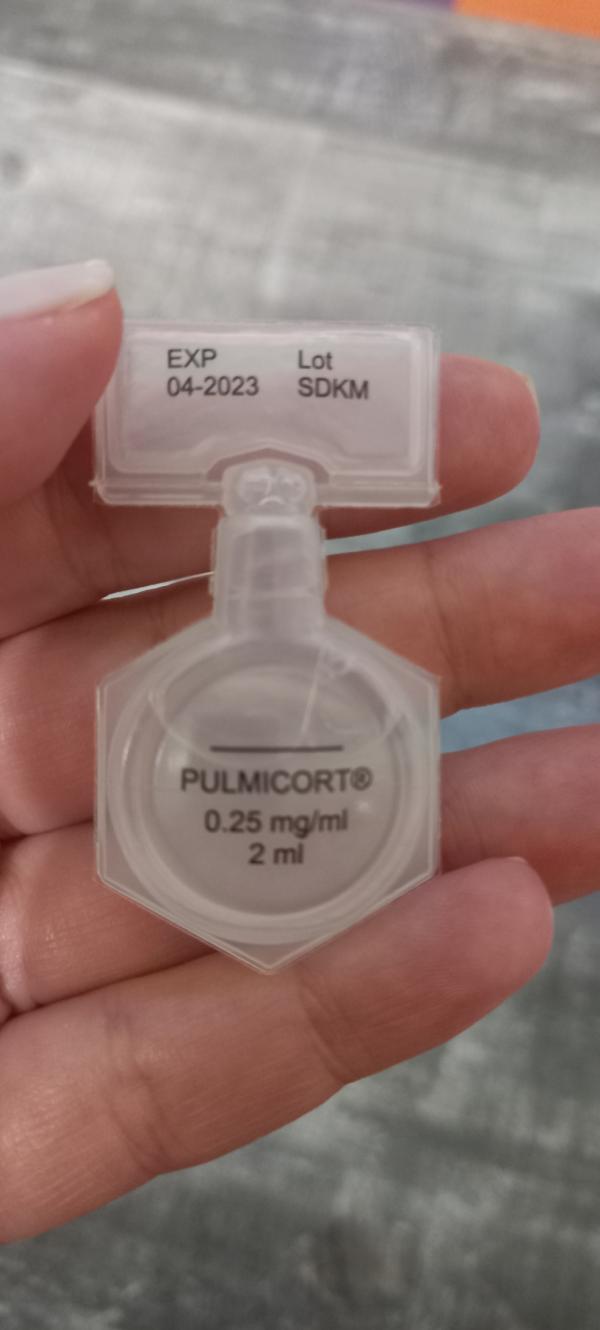 EXP Lot
04-2023 SDKM
PULMICORT®
0.25 mg/ml
2 ml